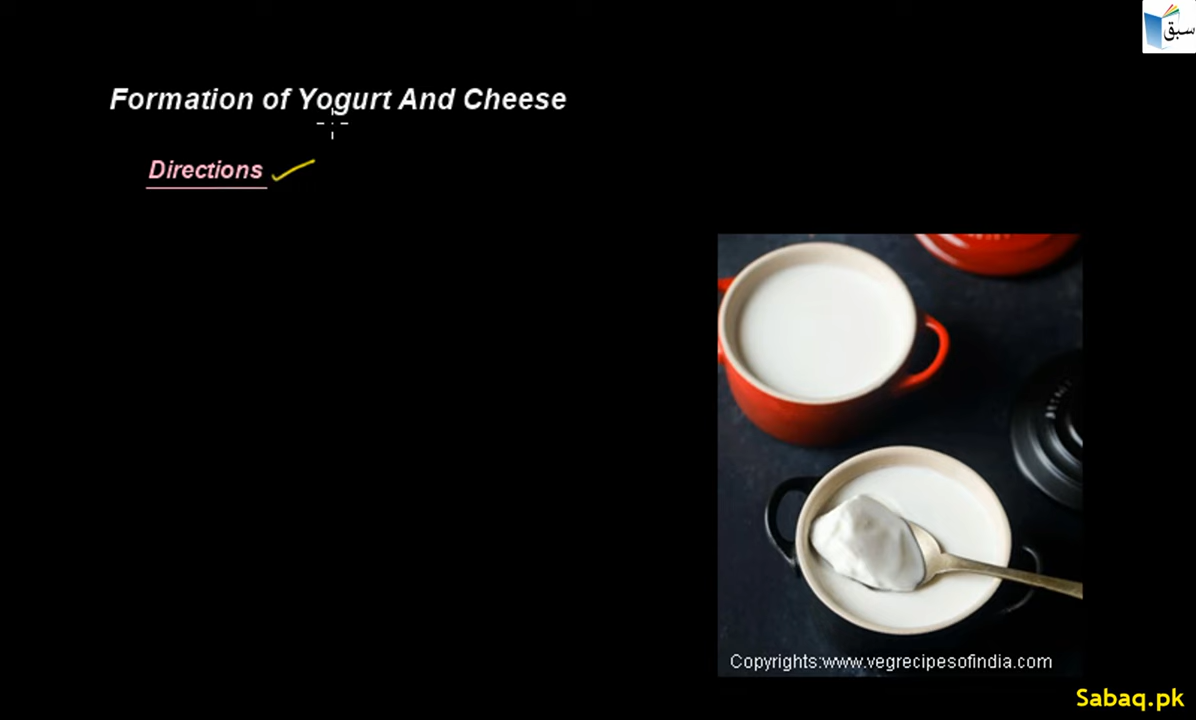 سبق
Formation of Yogurt And Cheese
Directions
Copyrights:www.vegrecipesofindia.com
Sabaq.pk